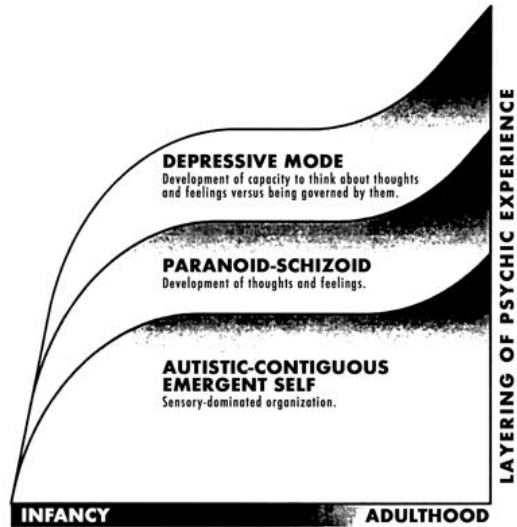 DEPRESSIVE MODE
Development of capacity to think about thoughts
and feelings versus being governed by them.
PARANOID-SCHIZOID
Development of thoughts and feelings.
AUTISTIC-CONTIGUOUS
EMERGENT SELF
Sensory-dominated organization.
LAYERING OF PSYCHIC EXPERIENCE
INFANCY
ADULTHOOD